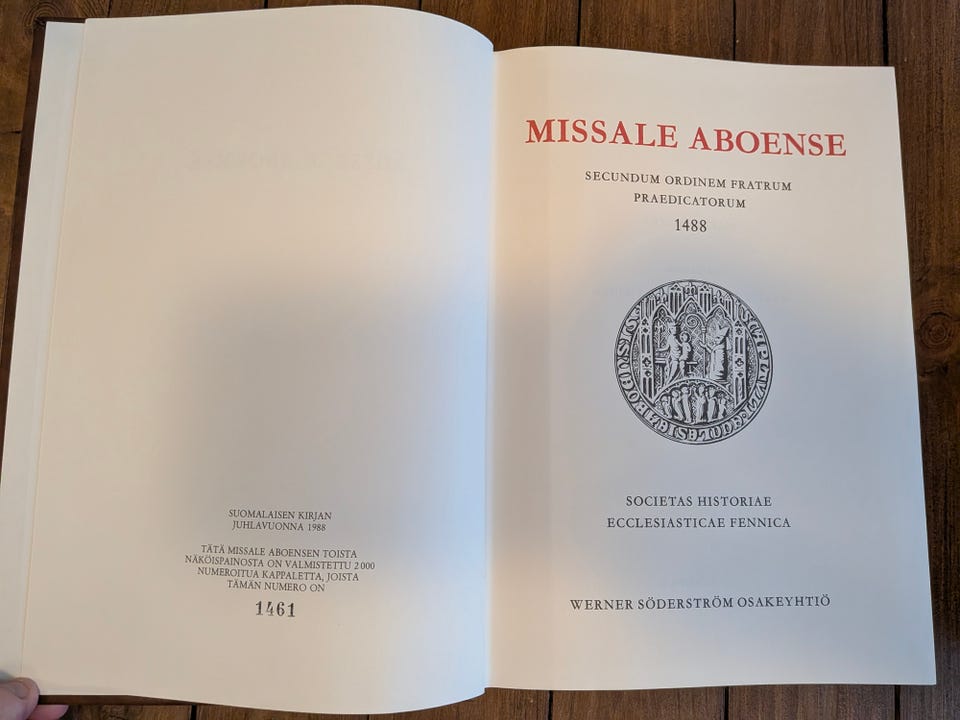 SUOMALAISEN KIRJAN
JUHLAVUONNA 1988
TÄTÄ MISSALE ABOENSEN TOISTA
NÄKÖISPAINOSTA ON VALMISTETTU 2000
NUMEROITUA KAPPALETTA, JOISTA
TÄMÄN NUMERO ON
1461
MISSALE ABOENSE
SECUNDUM ORDINEM FRATRUM
PRAEDICATORUM
1488
SOCIETAS HISTORIAE
ECCLESIASTICAE FENNICA
WERNER SÖDERSTRÖM OSAKEYHTIÖ